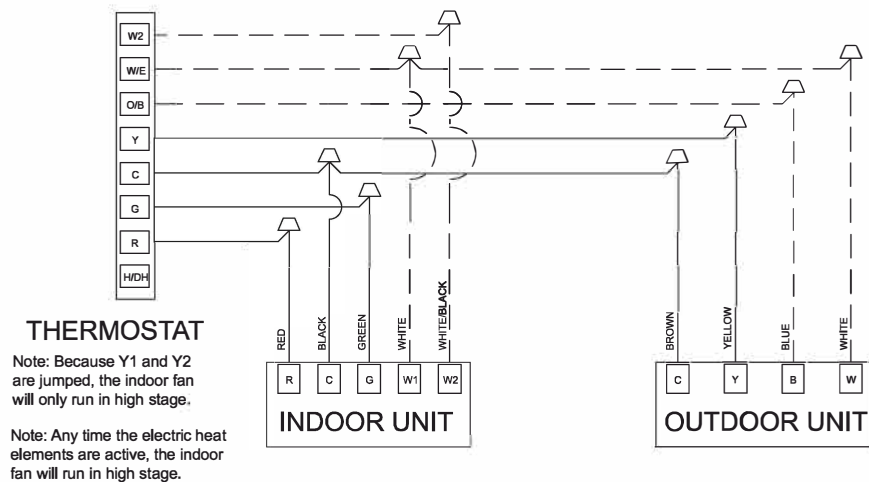 W2
W/E
O/B
Y
C
G
R
H/DH
THERMOSTAT
Note: Because Y1 and Y2
are jumped, the indoor fan
will only run in high stage.
Note: Any time the electric heat
elements are active, the indoor
fan will run in high stage.
RED
BLACK
GREEN
WHITE
WHITE/BLACK
R
C
G
W1
W2
INDOOR UNIT
BROWN
YELLOW
BLUE
WHITE
C
Y
B
W
OUTDOOR UNIT